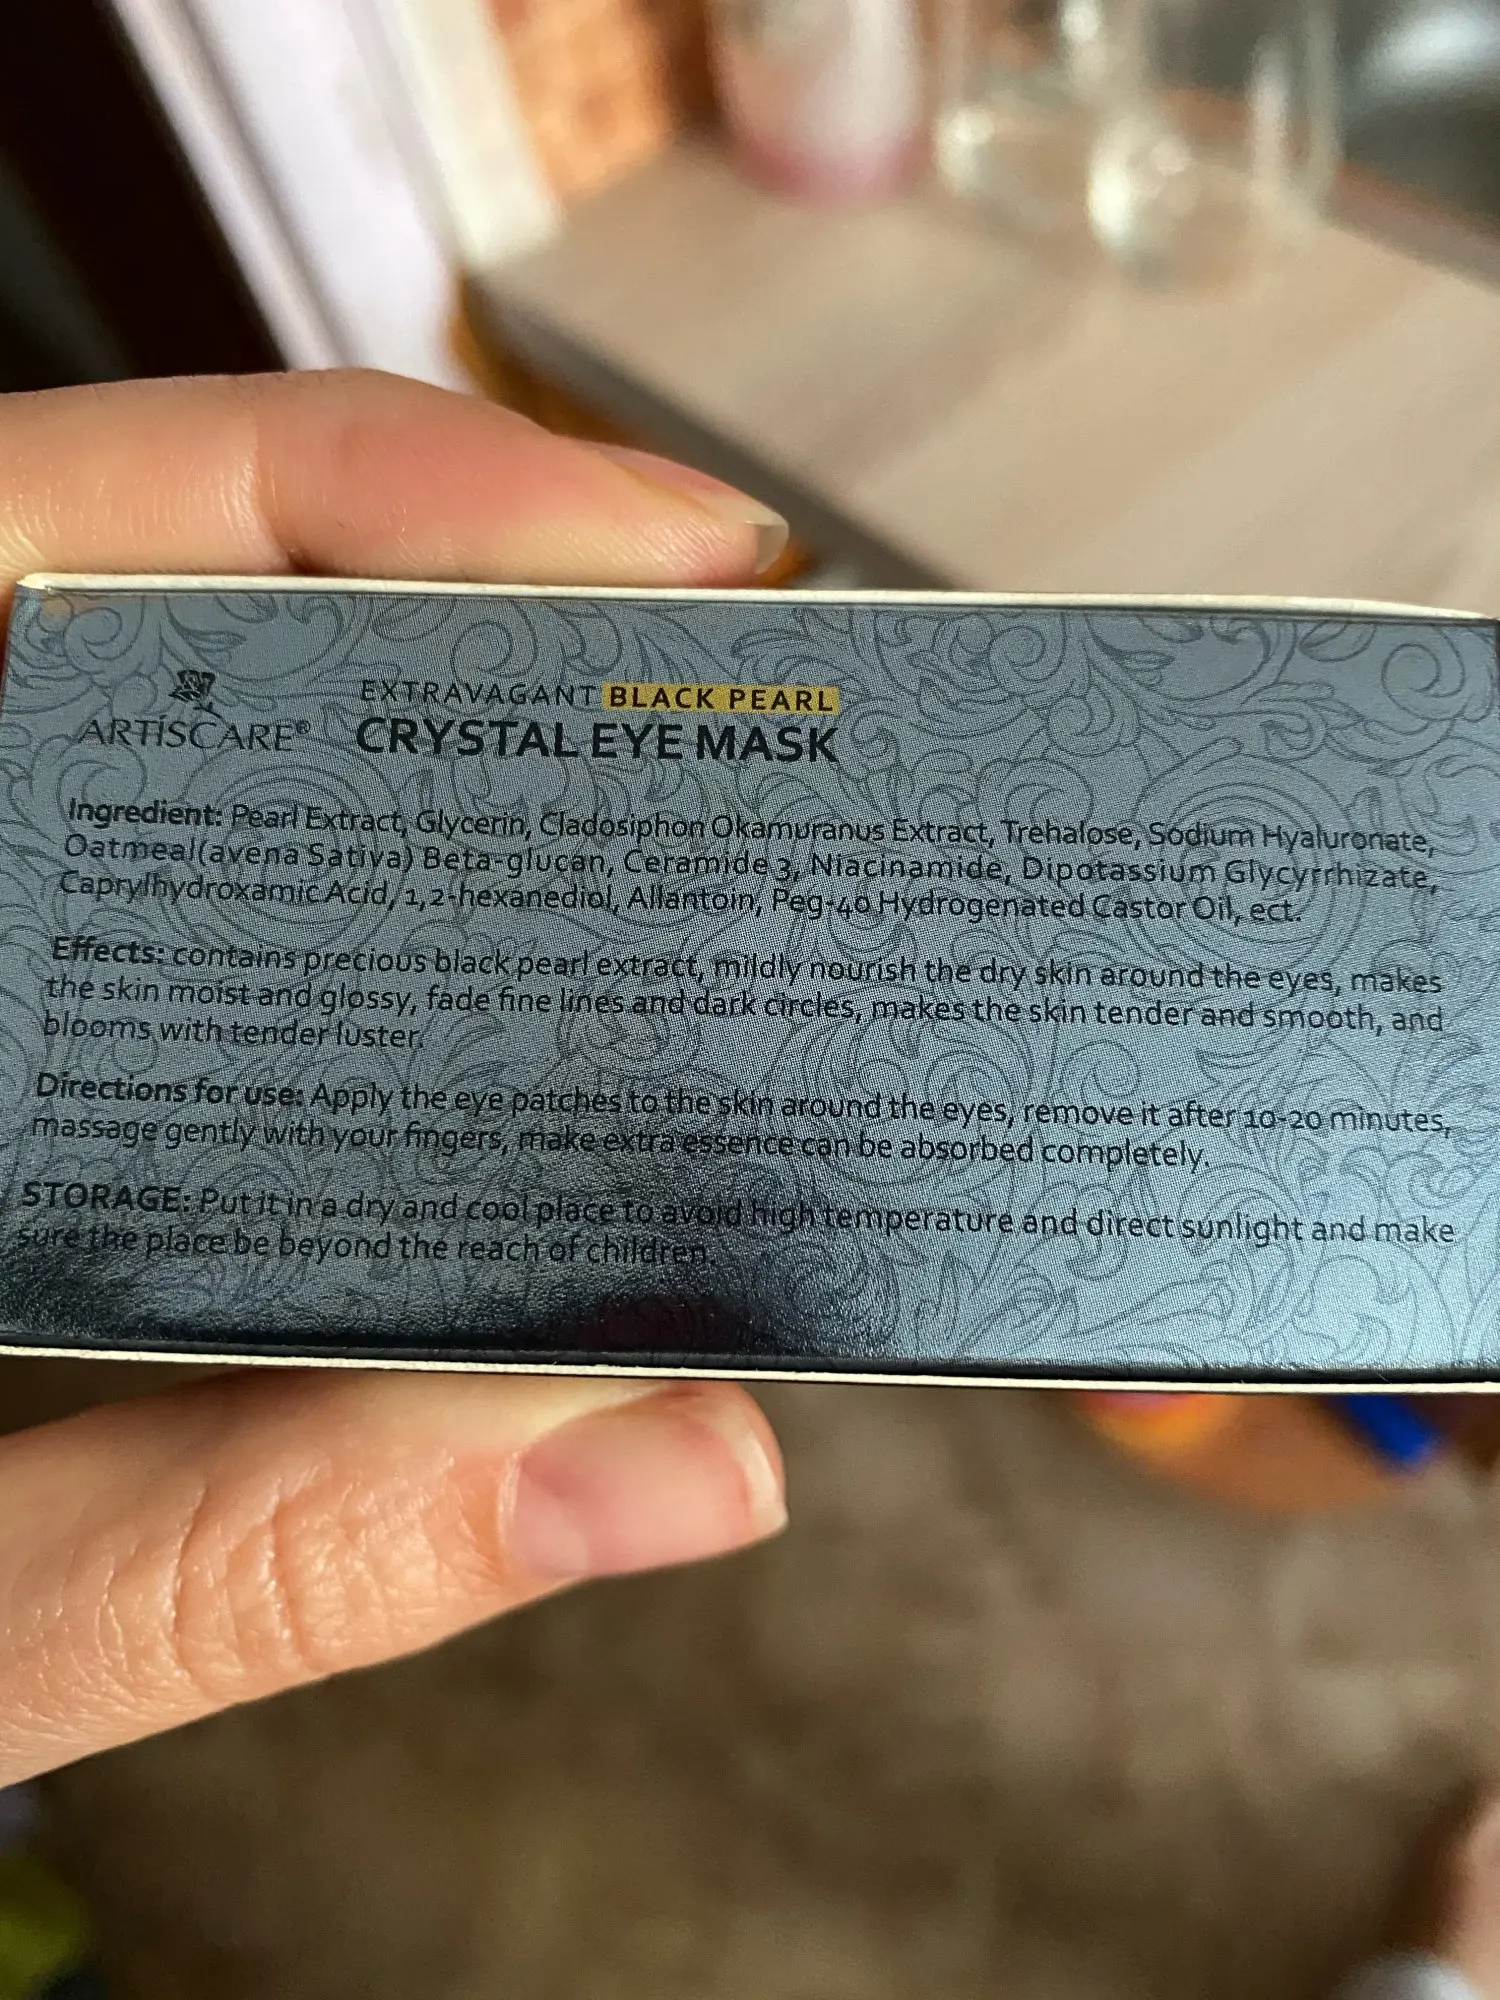 ARTÍSCARE®
EXTRAVAGANT BLACK PEARL
CRYSTAL EYE MASK
Ingredient: Pearl Extract, Glycerin, Cladosiphon Okamuranus Extract, Trehalose, Sodium Hyaluronate,
Oatmeal(avena Sativa) Beta-glucan, Ceramide 3, Niacinamide, Dipotassium Glycyrrhizate,
Caprylhydroxamic Acid, 1,2-hexanediol, Allantoin, Peg-40 Hydrogenated Castor Oil, ect.
Effects: contains precious black pearl extract, mildly nourish the dry skin around the eyes, makes
the skin moist and glossy, fade fine lines and dark circles, makes the skin tender and smooth, and
blooms with tender luster.
Directions for use: Apply the eye patches to the skin around the eyes, remove it after 10-20 minutes,
massage gently with your fingers, make extra essence can be absorbed completely.
STORAGE: Put it in a dry and cool place to avoid high temperature and direct sunlight and make
sure the place be beyond the reach of children.